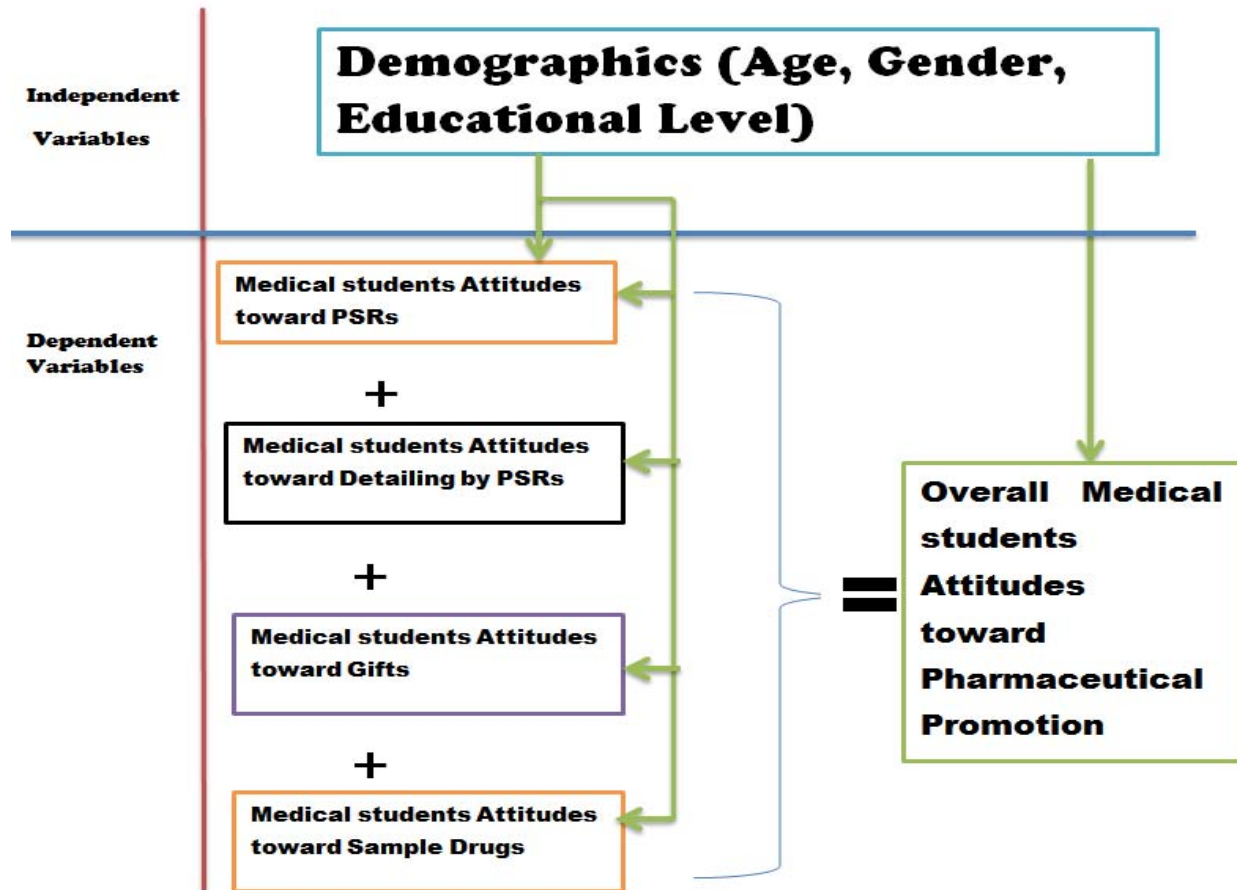 Independent
Variables
Demographics (Age, Gender,
Educational Level)
Dependent
Variables
Medical students Attitudes
toward PSRs
+
Medical students Attitudes
toward Detailing by PSRs
+
Medical students Attitudes
toward Gifts
+
Medical students Attitudes
toward Sample Drugs
=
Overall Medical
students
Attitudes
toward
Pharmaceutical
Promotion